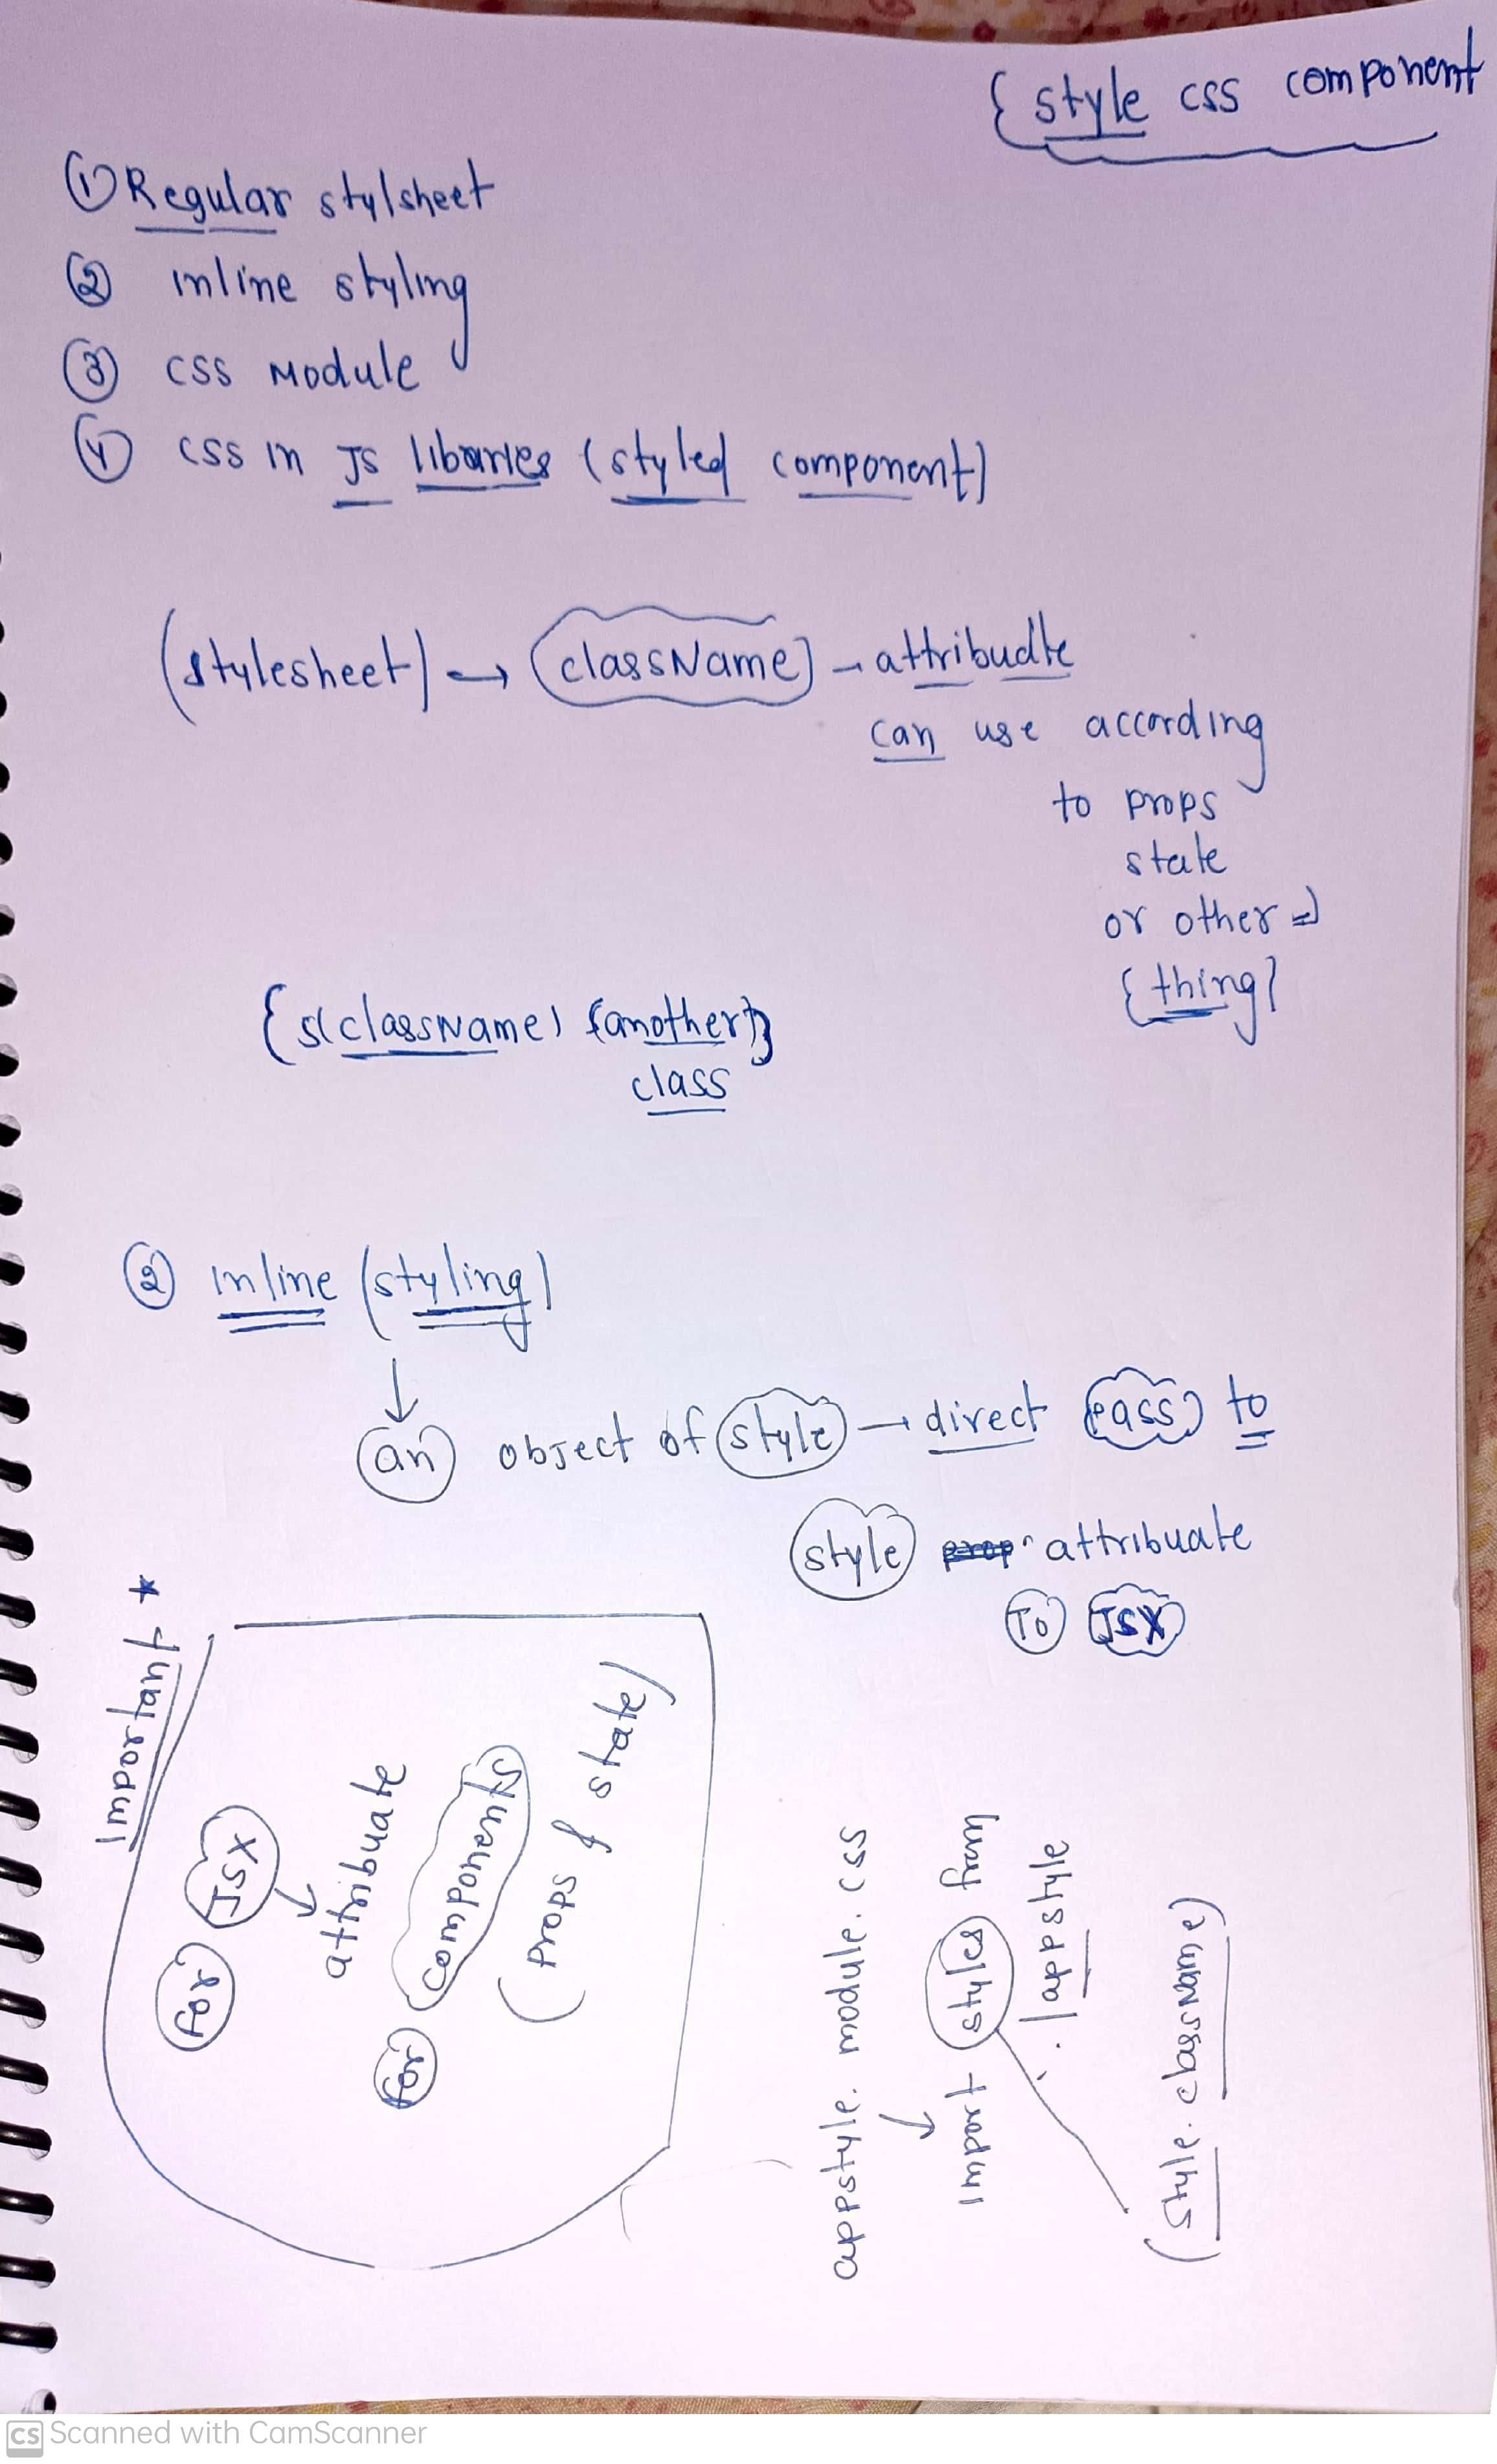 { style css component
① Regular stylsheet
② inline styling
③ css module
④ css in JS libarries (styled component)
(stylesheet) → (className) → attribudte
can use according
to props
state
or other
{thing}
{ className another }
class
② inline (styling)
↓
an object of style → direct pass to
style attribuate
To JSX
Important *
for JSX
↓
attribuate
for components
(props & state)
appstyle.module.css
↓
import styles from
'./appstyle
(style.className)
CS Scanned with CamScanner